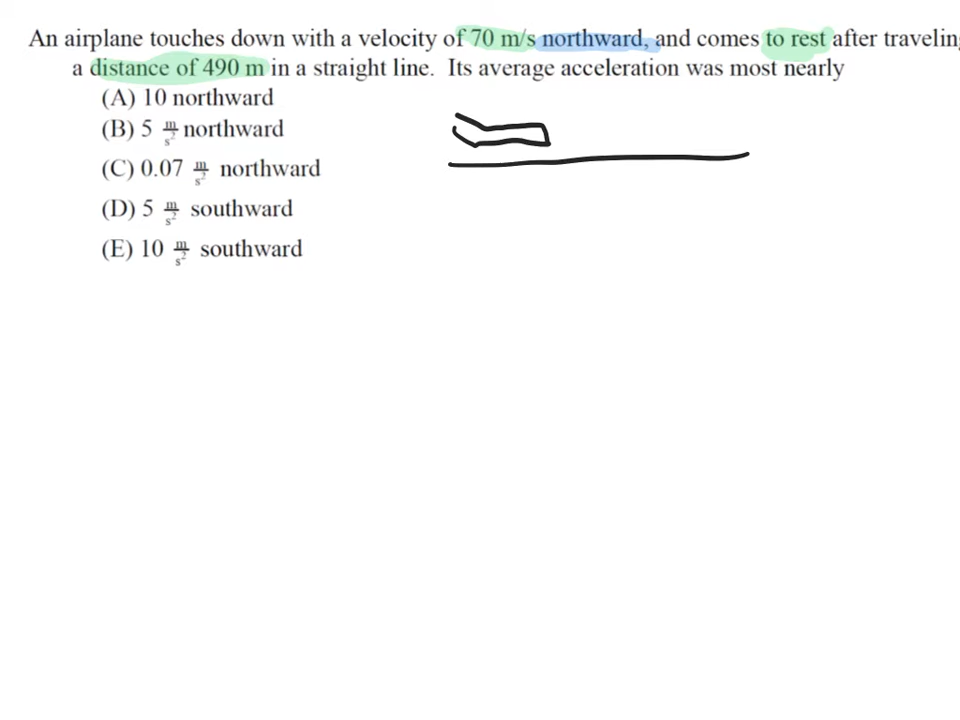 An airplane touches down with a velocity of 70 m/s northward, and comes to rest after travelin
a distance of 490 m in a straight line. Its average acceleration was most nearly
(A) 10 northward
(B) 5 m/s² northward
(C) 0.07 m/s² northward
(D) 5 m/s² southward
(E) 10 m/s² southward